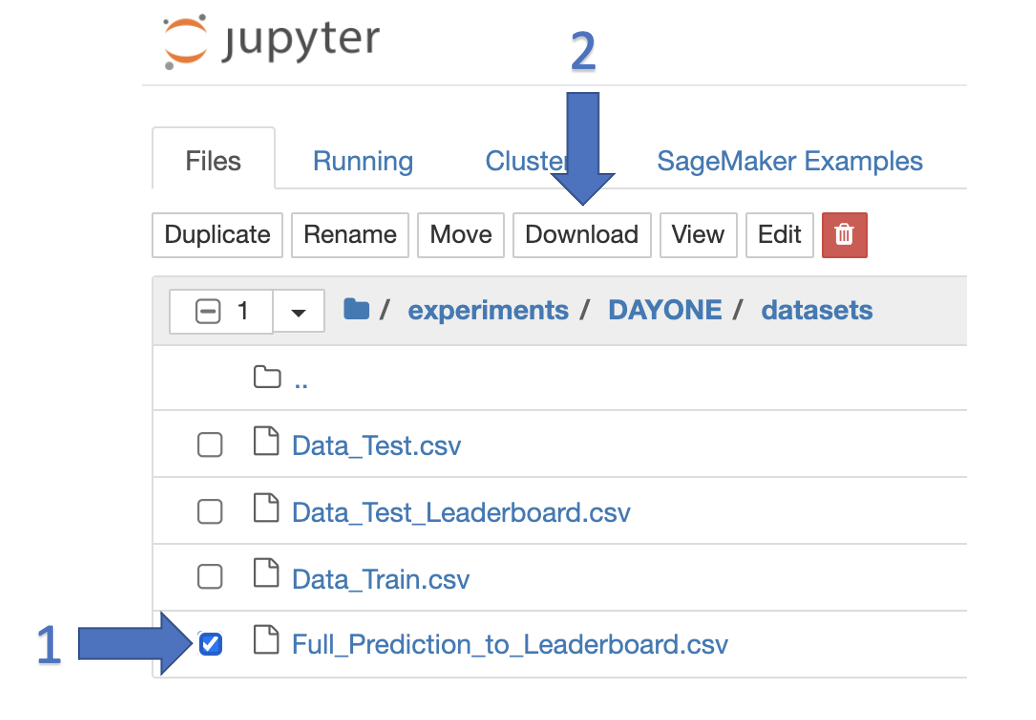 jupyter
2
Files Running Cluster SageMaker Examples
Duplicate Rename Move Download View Edit
1 / experiments / DAYONE / datasets
..
Data_Test.csv
Data_Test_Leaderboard.csv
Data_Train.csv
1 Full_Prediction_to_Leaderboard.csv